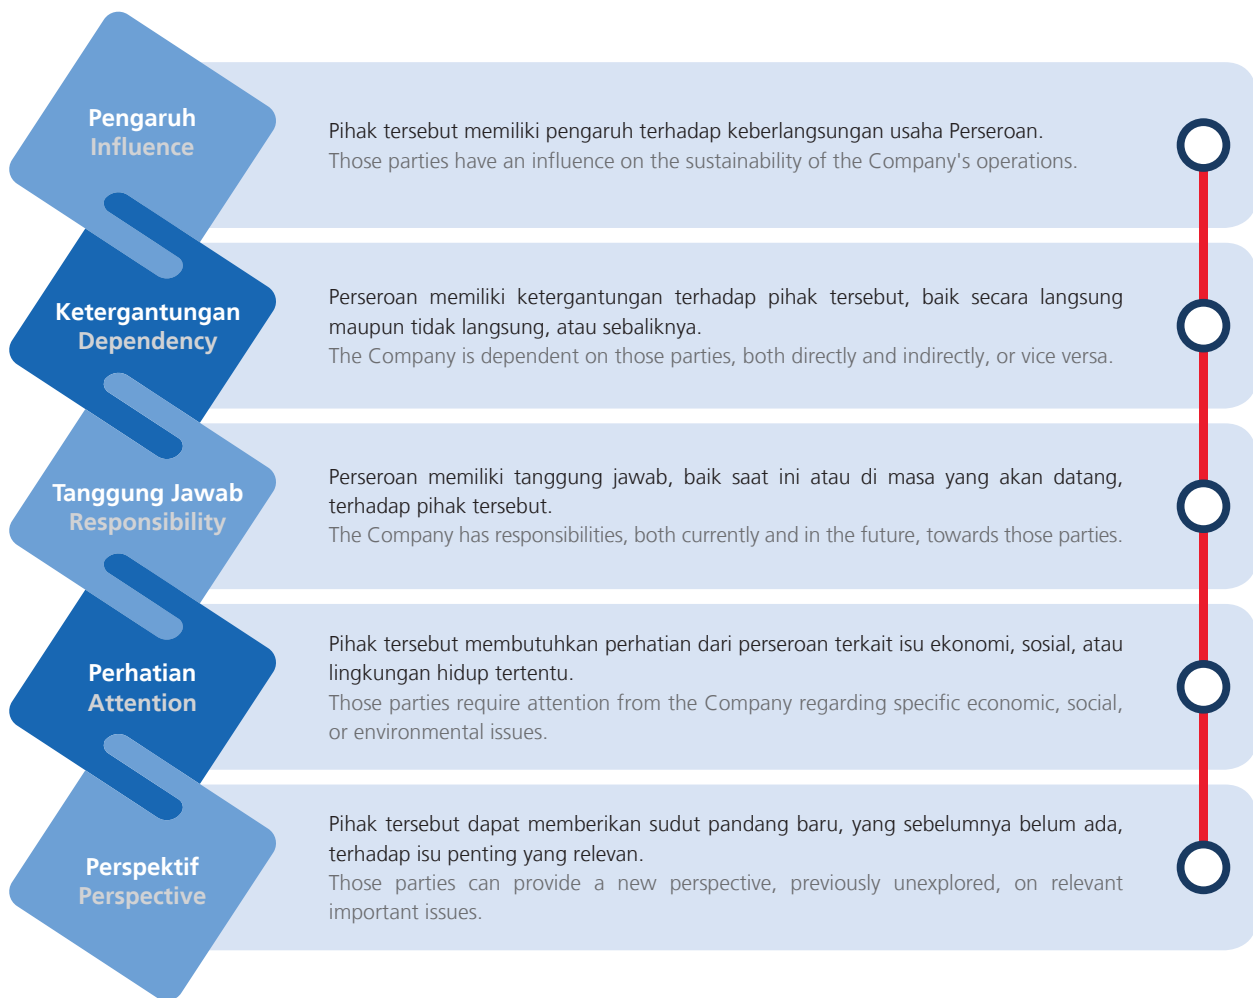 Pengaruh
Influence
Pihak tersebut memiliki pengaruh terhadap keberlangsungan usaha Perseroan.
Those parties have an influence on the sustainability of the Company's operations.
Ketergantungan
Dependency
Perseroan memiliki ketergantungan terhadap pihak tersebut, baik secara langsung
maupun tidak langsung, atau sebaliknya.
The Company is dependent on those parties, both directly and indirectly, or vice versa.
Tanggung Jawab
Responsibility
Perseroan memiliki tanggung jawab, baik saat ini atau di masa yang akan datang,
terhadap pihak tersebut.
The Company has responsibilities, both currently and in the future, towards those parties.
Perhatian
Attention
Pihak tersebut membutuhkan perhatian dari perseroan terkait isu ekonomi, sosial, atau
lingkungan hidup tertentu.
Those parties require attention from the Company regarding specific economic, social,
or environmental issues.
Perspektif
Perspective
Pihak tersebut dapat memberikan sudut pandang baru, yang sebelumnya belum ada,
terhadap isu penting yang relevan.
Those parties can provide a new perspective, previously unexplored, on relevant
important issues.